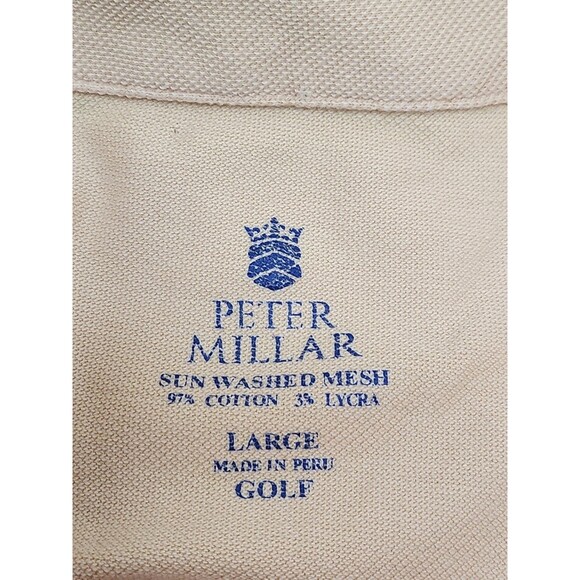 PETER
MILLAR
SUN WASHED MESH
97% COTTON 3% LYCRA
LARGE
MADE IN PERU
GOLF